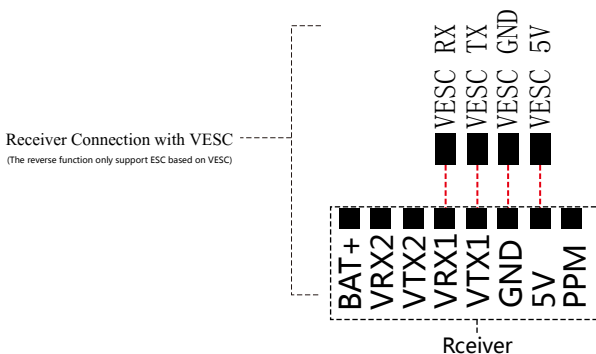 VESC RX
VESC TX
VESC GND
VESC 5V
Receiver Connection with VESC
(The reverse function only support ESC based on VESC)
BAT+
VRX2
VTX2
VRX1
VTX1
GND
5V
PPM
Rceiver